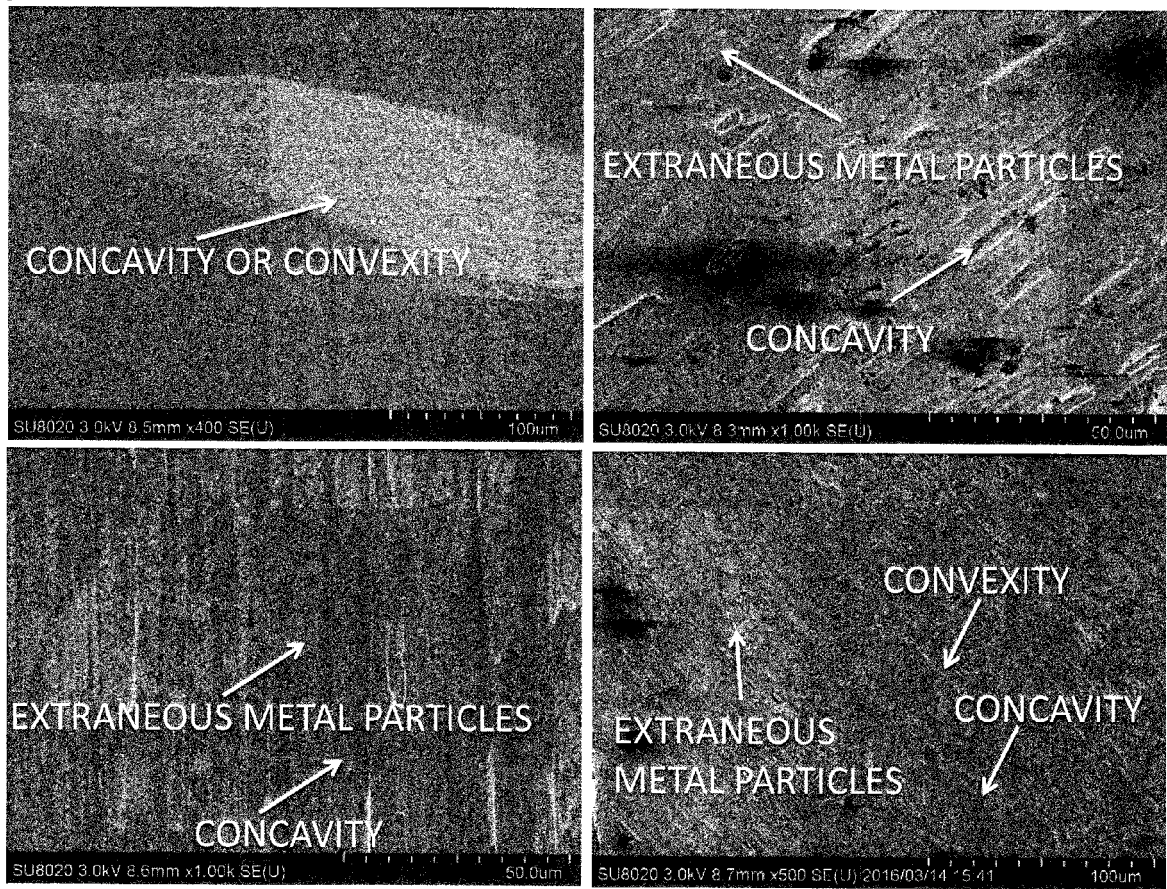 CONCAVITY OR CONVEXITY
SU8020 3.0kV 8.5mm x400 SE(U)
100um
EXTRANEOUS METAL PARTICLES
CONCAVITY
SU8020 3.0kV 8.3mm x1.00k SE(U)
50.0um
EXTRANEOUS METAL PARTICLES
CONCAVITY
SU8020 3.0kV 8.6mm x1.00k SE(U)
50.0um
CONVEXITY
CONCAVITY
EXTRANEOUS
METAL PARTICLES
SU8020 3.0kV 8.7mm x500 SE(U) 2016/03/14 15:41
100um